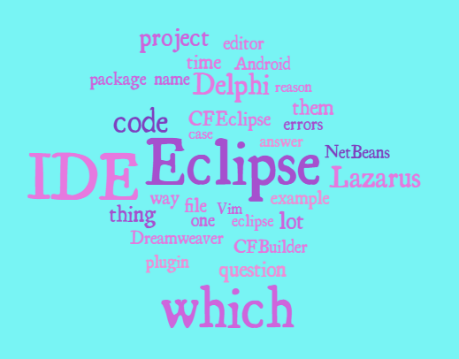 project editor
time Android
package name Delphi reason
them
code CFEclipse errors
case answer
IDE Eclipse NetBeans
Lazarus
way file Vim example
thing one eclipse lot
Dreamweaver CFBuilder
plugin question
which